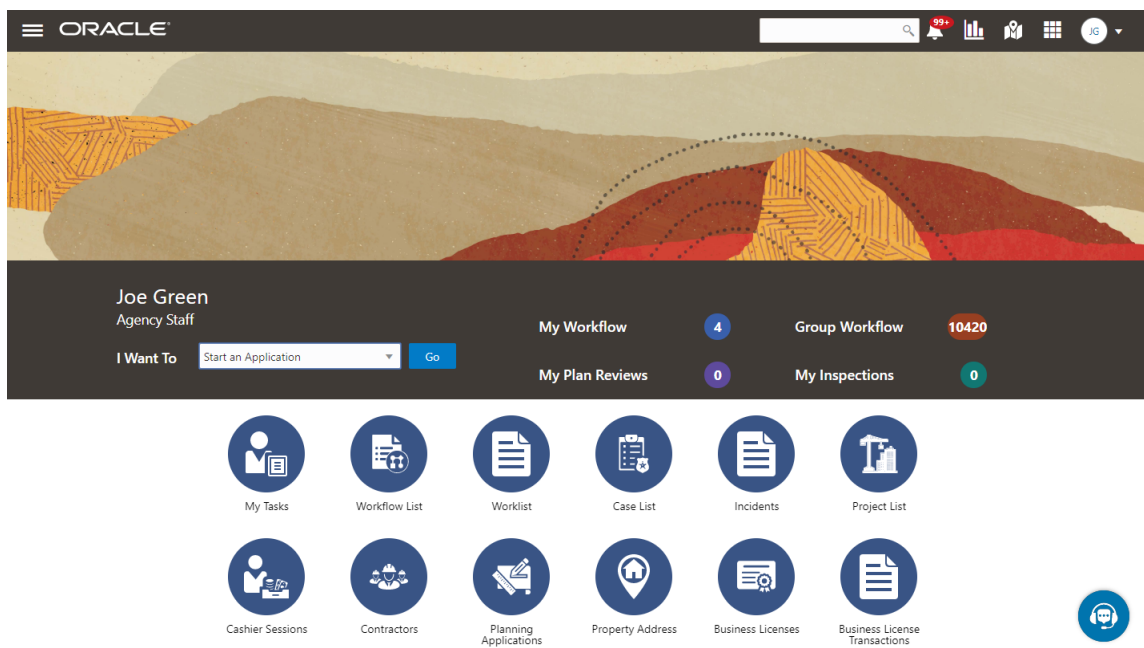 ORACLE
99+
JG
Joe Green
Agency Staff
I Want To
Start an Application
Go
My Workflow
4
Group Workflow
10420
My Plan Reviews
0
My Inspections
0
My Tasks
Workflow List
Worklist
Case List
Incidents
Project List
Cashier Sessions
Contractors
Planning
Applications
Property Address
Business Licenses
Business License
Transactions